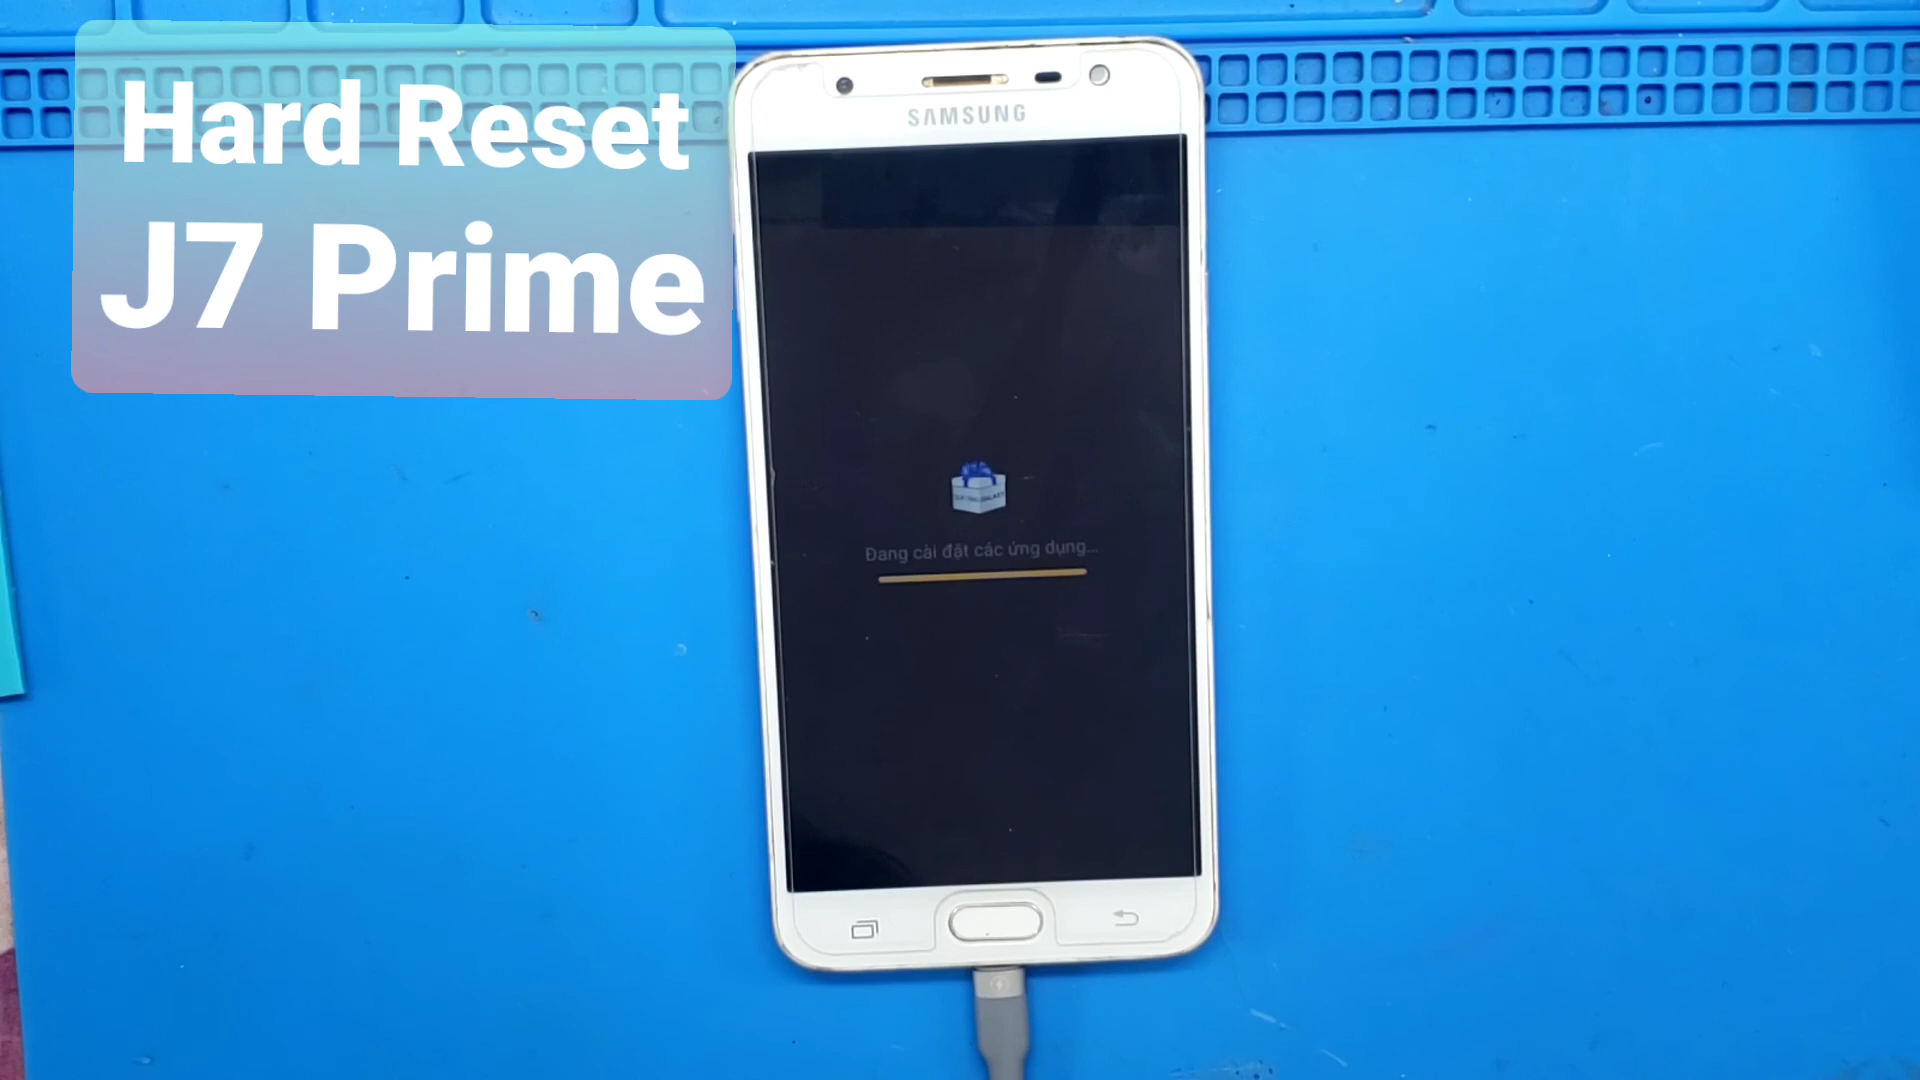 Hard Reset
J7 Prime
SAMSUNG
Đang cài đặt các ứng dụng...